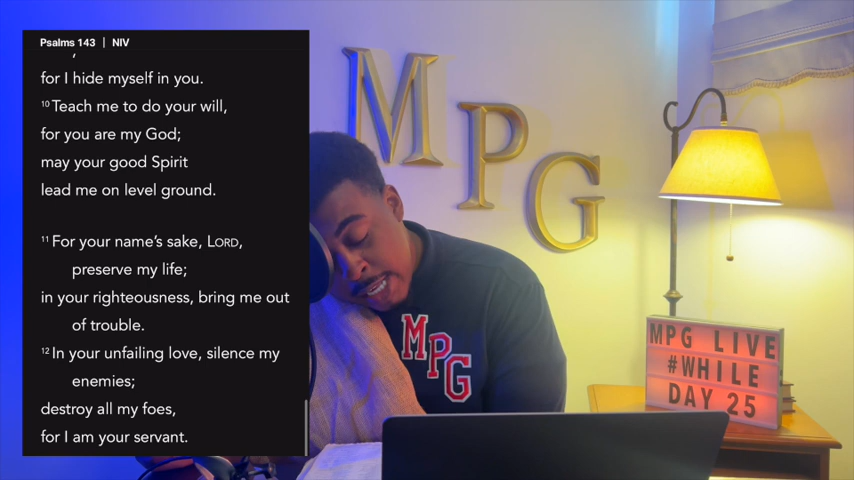 Psalms 143 | NIV
for I hide myself in you.
10 Teach me to do your will,
for you are my God;
may your good Spirit
lead me on level ground.
11 For your name's sake, LORD,
preserve my life;
in your righteousness, bring me out
of trouble.
12 In your unfailing love, silence my
enemies;
destroy all my foes,
for I am your servant.
MPG
MPG
MPG LIVE
#WHILE
DAY 25